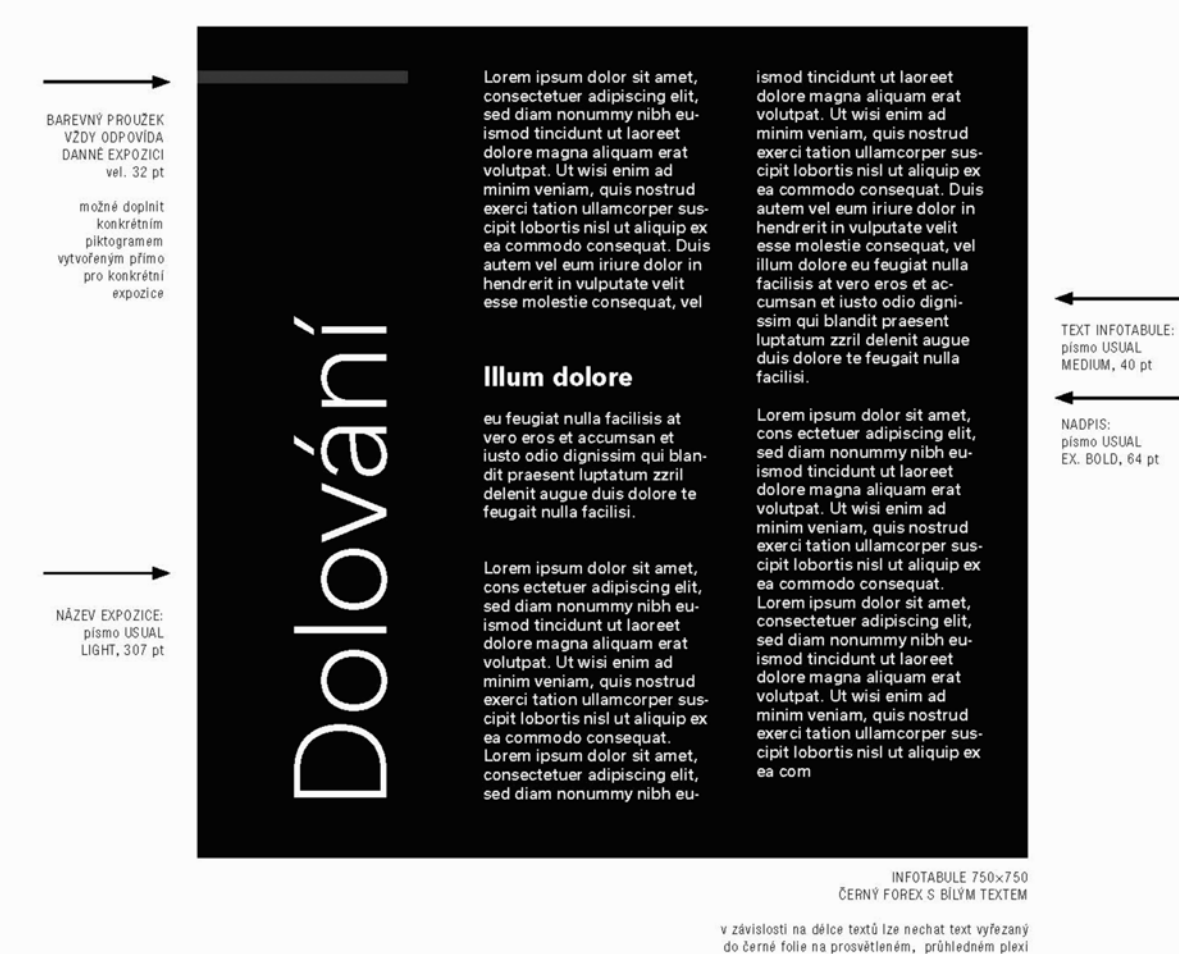 BAREVNÝ PROUŽEK
VŽDY ODPOVÍDA
DANNÉ EXPOZICI
vel. 32 pt
možné doplnit
konkrétním
piktogramem
vytvořeným přímo
pro konkrétní
expozice
NÁZEV EXPOZICE:
písmo USUAL
LIGHT, 307 pt
Dolování
Lorem ipsum dolor sit amet,
consectetuer adipiscing elit,
sed diam nonummy nibh eu-
ismod tincidunt ut laoreet
dolore magna aliquam erat
volutpat. Ut wisi enim ad
minim veniam, quis nostrud
exerci tation ullamcorper sus-
cipit lobortis nisl ut aliquip ex
ea commodo consequat. Duis
autem vel eum iriure dolor in
hendrerit in vulputate velit
esse molestie consequat, vel
Illum dolore
eu feugiat nulla facilisis at
vero eros et accumsan et
iusto odio dignissim qui blan-
dit praesent luptatum zzril
delenit augue duis dolore te
feugait nulla facilisi.
Lorem ipsum dolor sit amet,
cons ectetuer adipiscing elit,
sed diam nonummy nibh eu-
ismod tincidunt ut laoreet
dolore magna aliquam erat
volutpat. Ut wisi enim ad
minim veniam, quis nostrud
exerci tation ullamcorper sus-
cipit lobortis nisl ut aliquip ex
ea commodo consequat.
Lorem ipsum dolor sit amet,
consectetuer adipiscing elit,
sed diam nonummy nibh eu-
ismod tincidunt ut laoreet
dolore magna aliquam erat
volutpat. Ut wisi enim ad
minim veniam, quis nostrud
exerci tation ullamcorper sus-
cipit lobortis nisl ut aliquip ex
ea commodo consequat. Duis
autem vel eum iriure dolor in
hendrerit in vulputate velit
esse molestie consequat, vel
illum dolore eu feugiat nulla
facilisis at vero eros et ac-
cumsan et iusto odio digni-
ssim qui blandit praesent
luptatum zzril delenit augue
duis dolore te feugait nulla
facilisi.
Lorem ipsum dolor sit amet,
cons ectetuer adipiscing elit,
sed diam nonummy nibh eu-
ismod tincidunt ut laoreet
dolore magna aliquam erat
volutpat. Ut wisi enim ad
minim veniam, quis nostrud
exerci tation ullamcorper sus-
cipit lobortis nisl ut aliquip ex
ea commodo consequat.
Lorem ipsum dolor sit amet,
consectetuer adipiscing elit,
sed diam nonummy nibh eu-
ismod tincidunt ut laoreet
dolore magna aliquam erat
volutpat. Ut wisi enim ad
minim veniam, quis nostrud
exerci tation ullamcorper sus-
cipit lobortis nisl ut aliquip ex
ea com
TEXT INFOTABULE:
písmo USUAL
MEDIUM, 40 pt
NADPIS:
písmo USUAL
EX. BOLD, 64 pt
INFOTABULE 750×750
ČERNÝ FOREX S BÍLÝM TEXTEM
v závislosti na délce textů lze nechat text vyřezaný
do černé folie na prosvětleném, průhledném plexi